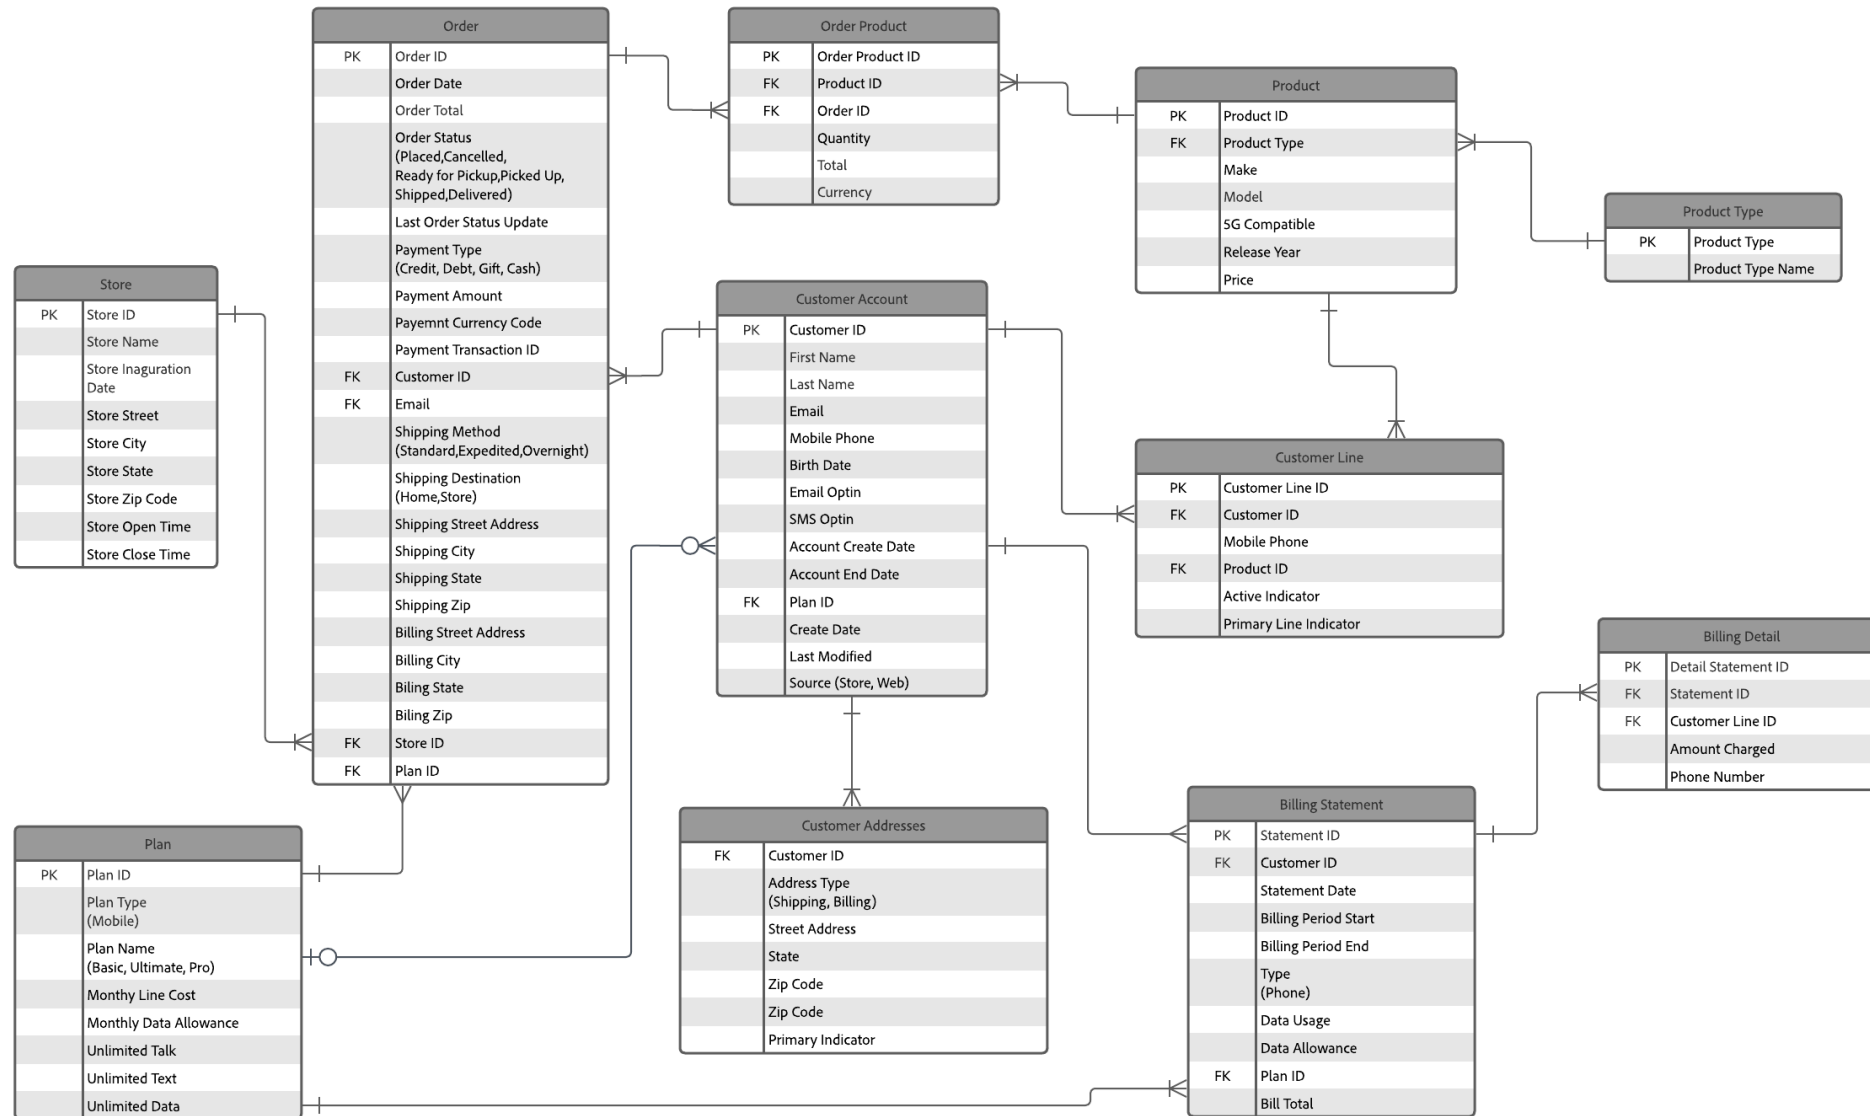 Order
PK Order ID
Order Date
Order Total
Order Status
(Placed,Cancelled,
Ready for Pickup,Picked Up,
Shipped,Delivered)
Last Order Status Update
Payment Type
(Credit, Debt, Gift, Cash)
Payment Amount
Payemnt Currency Code
Payment Transaction ID
FK Customer ID
FK Email
Shipping Method
(Standard,Expedited,Overnight)
Shipping Destination
(Home,Store)
Shipping Street Address
Shipping City
Shipping State
Shipping Zip
Billing Street Address
Billing City
Biling State
Biling Zip
FK Store ID
FK Plan ID
Order Product
PK Order Product ID
FK Product ID
FK Order ID
Quantity
Total
Currency
Product
PK Product ID
FK Product Type
Make
Model
5G Compatible
Release Year
Price
Product Type
PK Product Type
Product Type Name
Store
PK Store ID
Store Name
Store Inaguration
Date
Store Street
Store City
Store State
Store Zip Code
Store Open Time
Store Close Time
Customer Account
PK Customer ID
First Name
Last Name
Email
Mobile Phone
Birth Date
Email Optin
SMS Optin
Account Create Date
Account End Date
FK Plan ID
Create Date
Last Modified
Source (Store, Web)
Customer Line
PK Customer Line ID
FK Customer ID
Mobile Phone
FK Product ID
Active Indicator
Primary Line Indicator
Billing Detail
PK Detail Statement ID
FK Statement ID
FK Customer Line ID
Amount Charged
Phone Number
Plan
PK Plan ID
Plan Type
(Mobile)
Plan Name
(Basic, Ultimate, Pro)
Monthy Line Cost
Monthly Data Allowance
Unlimited Talk
Unlimited Text
Unlimited Data
Customer Addresses
FK Customer ID
Address Type
(Shipping, Billing)
Street Address
State
Zip Code
Zip Code
Primary Indicator
Billing Statement
PK Statement ID
FK Customer ID
Statement Date
Billing Period Start
Billing Period End
Type
(Phone)
Data Usage
Data Allowance
FK Plan ID
Bill Total